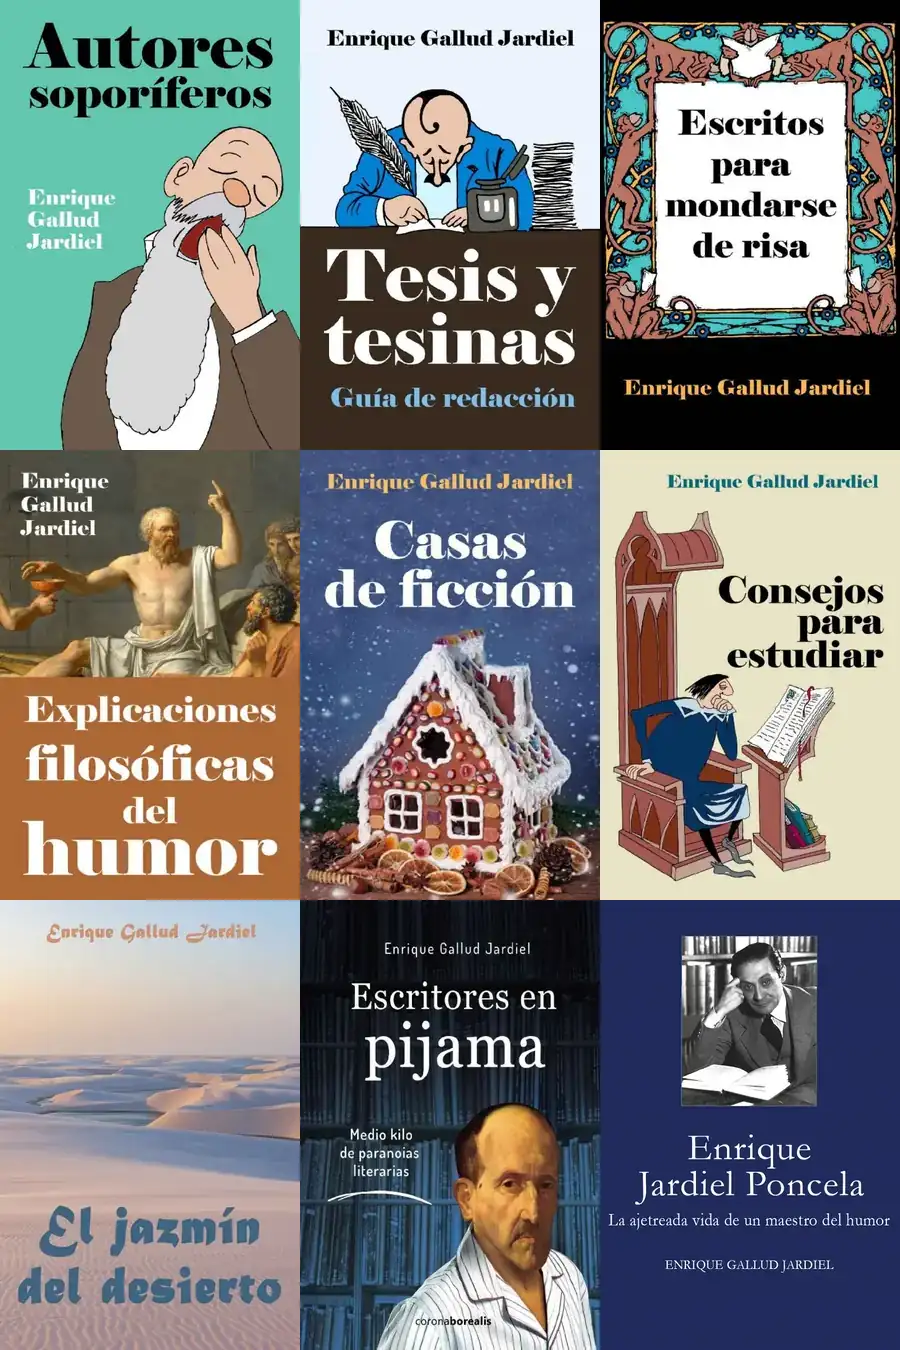 Autores
soporíferos
Enrique
Gallud
Jardiel
Enrique Gallud Jardiel
Tesis y
tesinas
Guía de redacción
Escritos
para
mondarse
de risa
Enrique Gallud Jardiel
Enrique
Gallud
Jardiel
Explicaciones
filosóficas
del
humor
Enrique Gallud Jardiel
Casas
de ficción
Enrique Gallud Jardiel
Consejos
para
estudiar
Enrique Gallud Jardiel
El jazmín
del desierto
Enrique Gallud Jardiel
Escritores en
pijama
Medio kilo
de paranoias
literarias
coronaborealis
Enrique
Jardiel Poncela
La ajetreada vida de un maestro del humor
ENRIQUE GALLUD JARDIEL